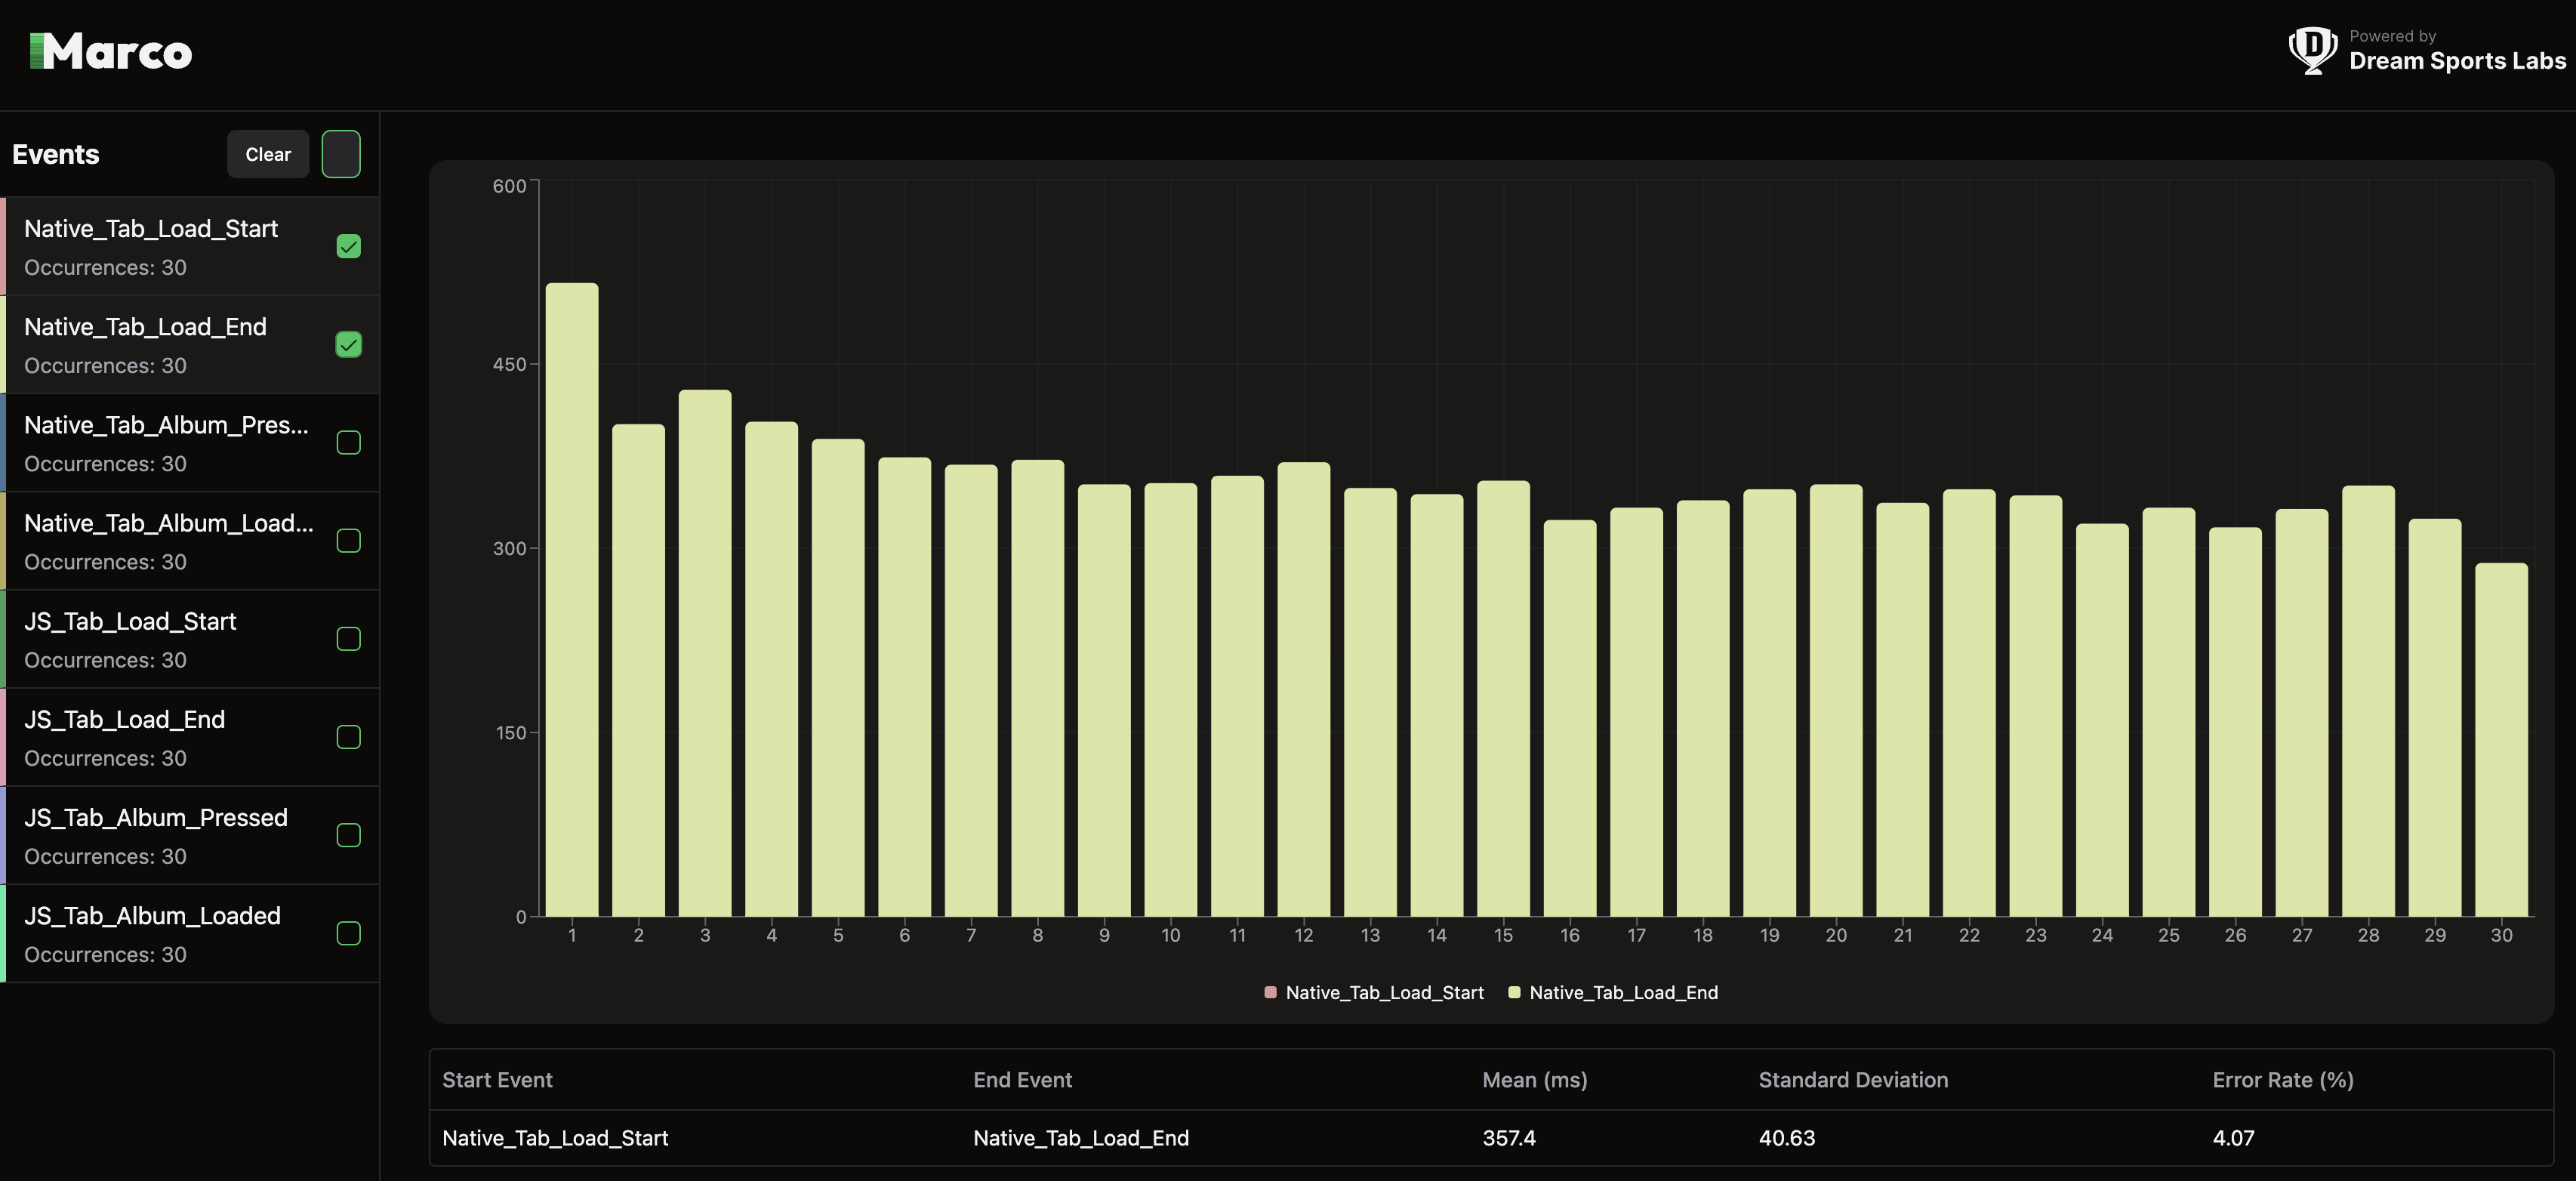 Marco
Powered by
Dream Sports Labs
Events
Clear
Native_Tab_Load_Start
Occurrences: 30
Native_Tab_Load_End
Occurrences: 30
Native_Tab_Album_Pres...
Occurrences: 30
Native_Tab_Album_Load...
Occurrences: 30
JS_Tab_Load_Start
Occurrences: 30
JS_Tab_Load_End
Occurrences: 30
JS_Tab_Album_Pressed
Occurrences: 30
JS_Tab_Album_Loaded
Occurrences: 30
600
450
300
150
0
1 2 3 4 5 6 7 8 9 10 11 12 13 14 15 16 17 18 19 20 21 22 23 24 25 26 27 28 29 30
Native_Tab_Load_Start Native_Tab_Load_End
Start Event End Event Mean (ms) Standard Deviation Error Rate (%)
Native_Tab_Load_Start Native_Tab_Load_End 357.4 40.63 4.07